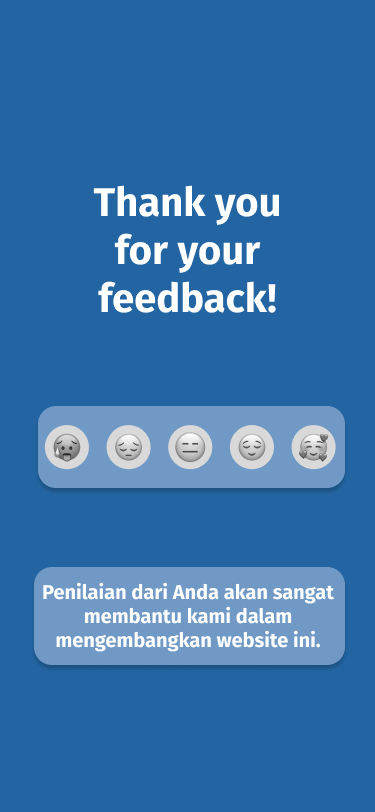 Thank you
for your
feedback!
Penilaian dari Anda akan sangat
membantu kami dalam
mengembangkan website ini.